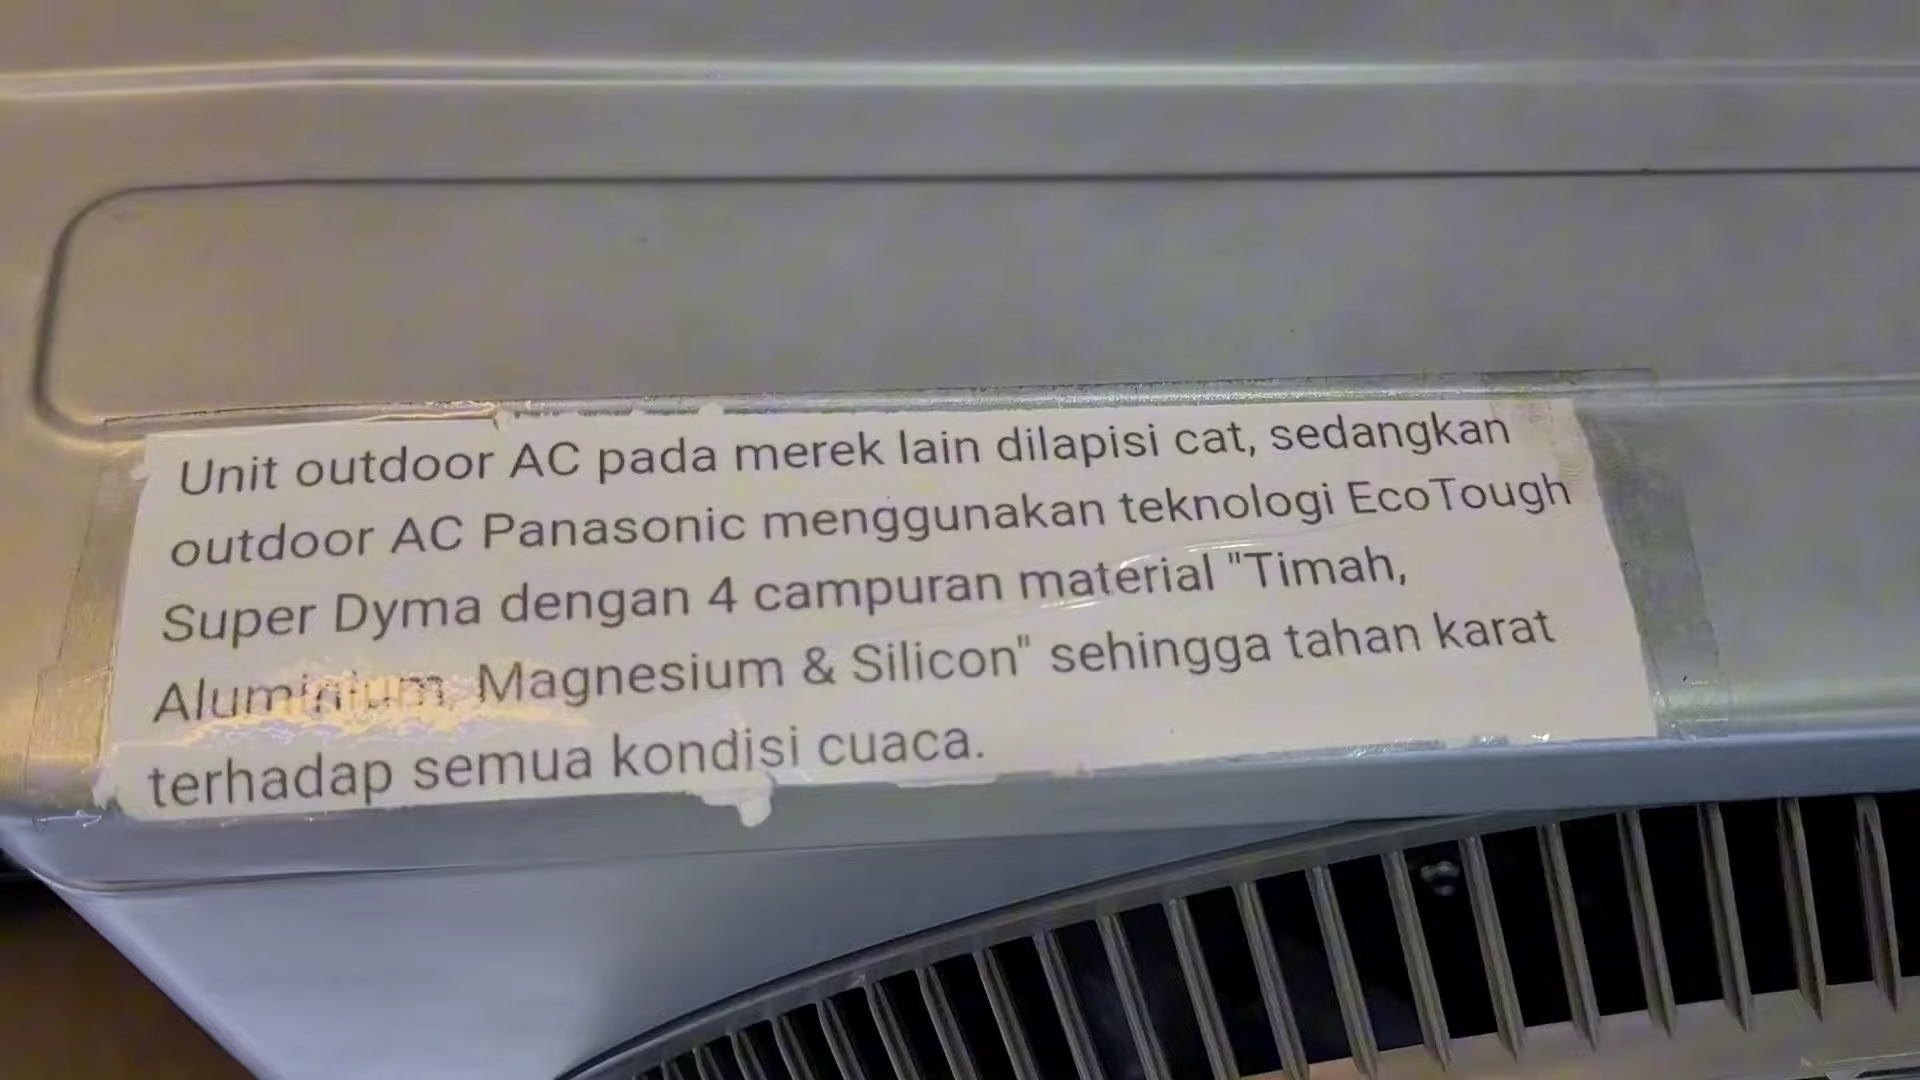 Unit outdoor AC pada merek lain dilapisi cat, sedangkan
outdoor AC Panasonic menggunakan teknologi EcoTough
Super Dyma dengan 4 campuran material "Timah,
Aluminium, Magnesium & Silicon" sehingga tahan karat
terhadap semua kondisi cuaca.